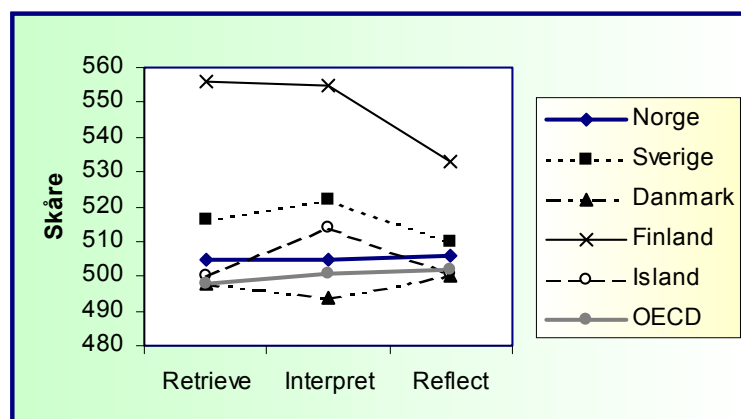 560
550
540
530
520
510
500
490
480
Skåre
Retrieve Interpret Reflect
Norge
Sverige
Danmark
Finland
Island
OECD